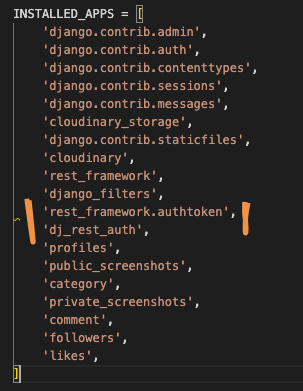 INSTALLED_APPS = [
'django.contrib.admin',
'django.contrib.auth',
'django.contrib.contenttypes',
'django.contrib.sessions',
'django.contrib.messages',
'cloudinary_storage',
'django.contrib.staticfiles',
'cloudinary',
'rest_framework',
'django_filters',
'rest_framework.authtoken',
'dj_rest_auth',
'profiles',
'public_screenshots',
'category',
'private_screenshots',
'comment',
'followers',
'likes',
]